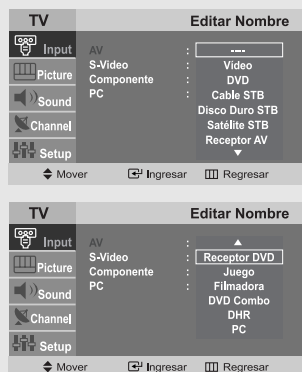 TV Editar Nombre
Input
Picture
Sound
Channel
Setup
AV : ----
S-Video : Video
Componente : DVD
PC : Cable STB
Disco Duro STB
Satélite STB
Receptor AV
▼
Mover Ingresar Regresar
TV Editar Nombre
Input
Picture
Sound
Channel
Setup
AV : ▲
S-Video : Receptor DVD
Componente : Juego
PC : Filmadora
DVD Combo
DHR
PC
Mover Ingresar Regresar